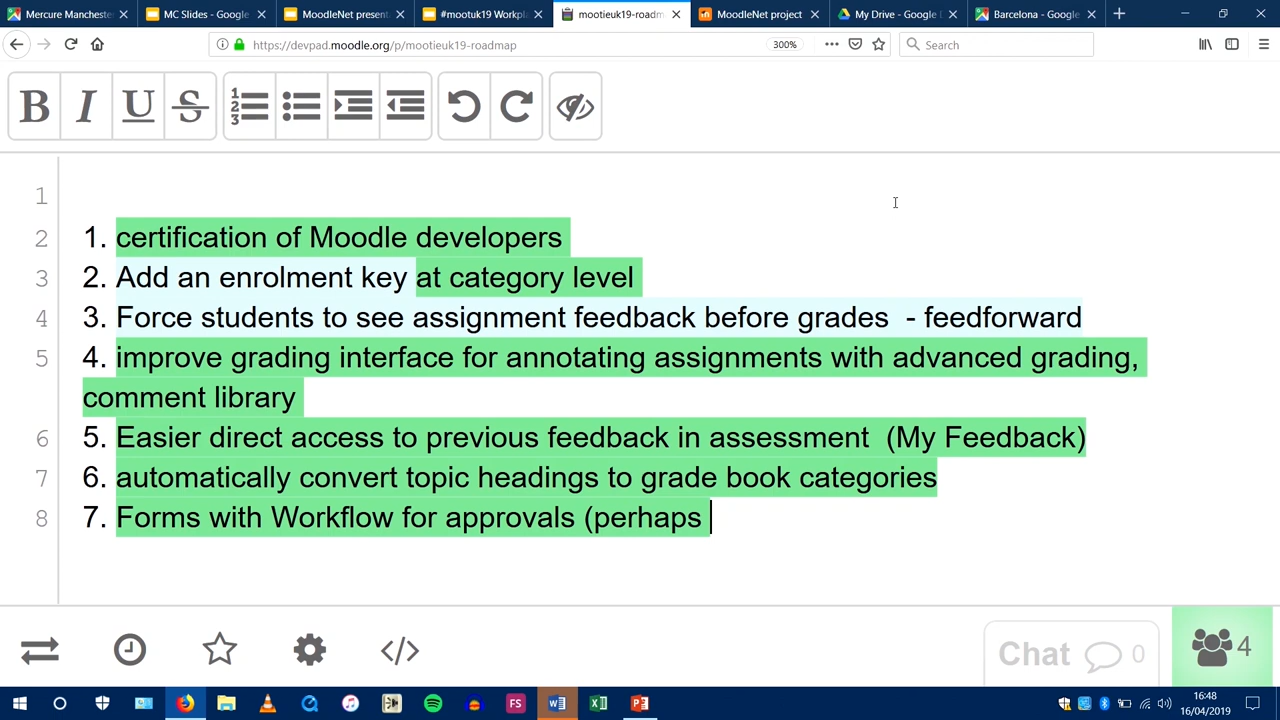 Mercure Manchester
MC Slides - Google
MoodleNet present
#mootuk19 Workpl
mootieuk19-roadm
MoodleNet project
My Drive - Google D
Barcelona - Google
https://devpad.moodle.org/p/mootieuk19-roadmap
300%
Search
B I U S
1
2 1. certification of Moodle developers
3 2. Add an enrolment key at category level
4 3. Force students to see assignment feedback before grades - feedforward
5 4. improve grading interface for annotating assignments with advanced grading,
comment library
6 5. Easier direct access to previous feedback in assessment (My Feedback)
7 6. automatically convert topic headings to grade book categories
8 7. Forms with Workflow for approvals (perhaps
Chat 0
4
FS
16:48
16/04/2019